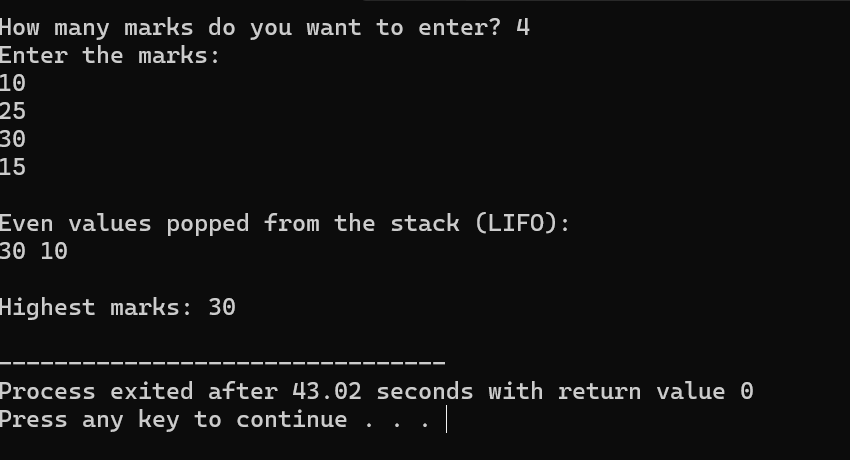 How many marks do you want to enter? 4
Enter the marks:
10
25
30
15
Even values popped from the stack (LIFO):
30 10
Highest marks: 30
--------------------------------
Process exited after 43.02 seconds with return value 0
Press any key to continue . . .